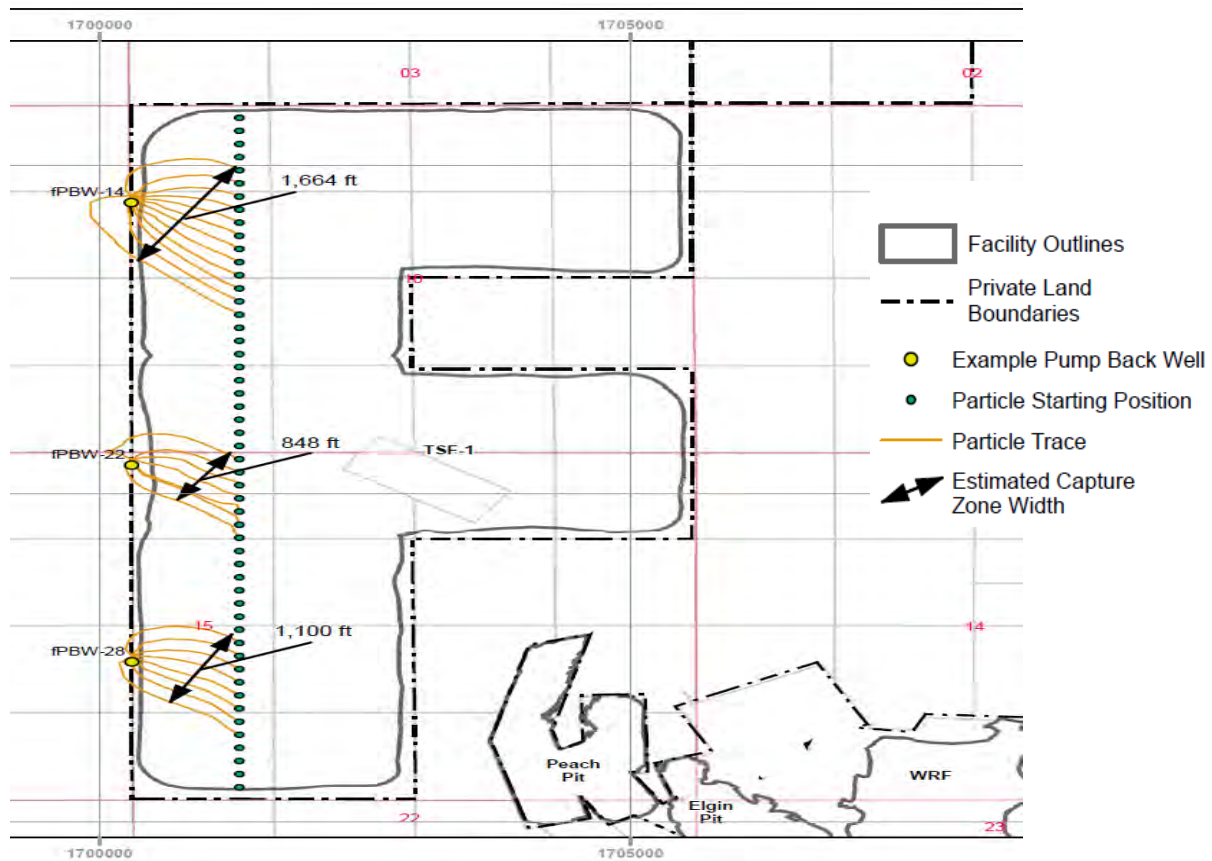 1700000
1705000
03
02
fPBW-14
1,664 ft
10
Facility Outlines
Private Land
Boundaries
Example Pump Back Well
Particle Starting Position
Particle Trace
Estimated Capture
Zone Width
fPBW-22
848 ft
TSF-1
15
14
fPBW-28
1,100 ft
Peach
Pit
Elgin
Pit
WRF
22
23
1700000
1705000